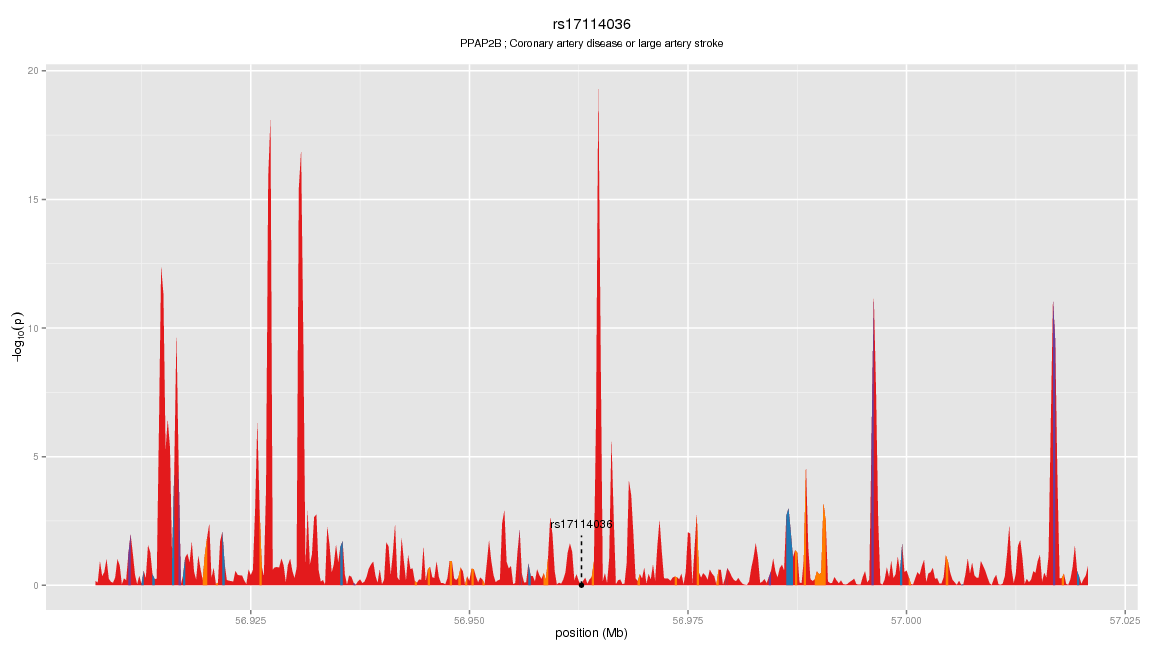 rs17114036
PPAP2B ; Coronary artery disease or large artery stroke
20
15
10
5
0
−log10(p)
rs17114036
56.925 56.950 56.975 57.000 57.025
position (Mb)